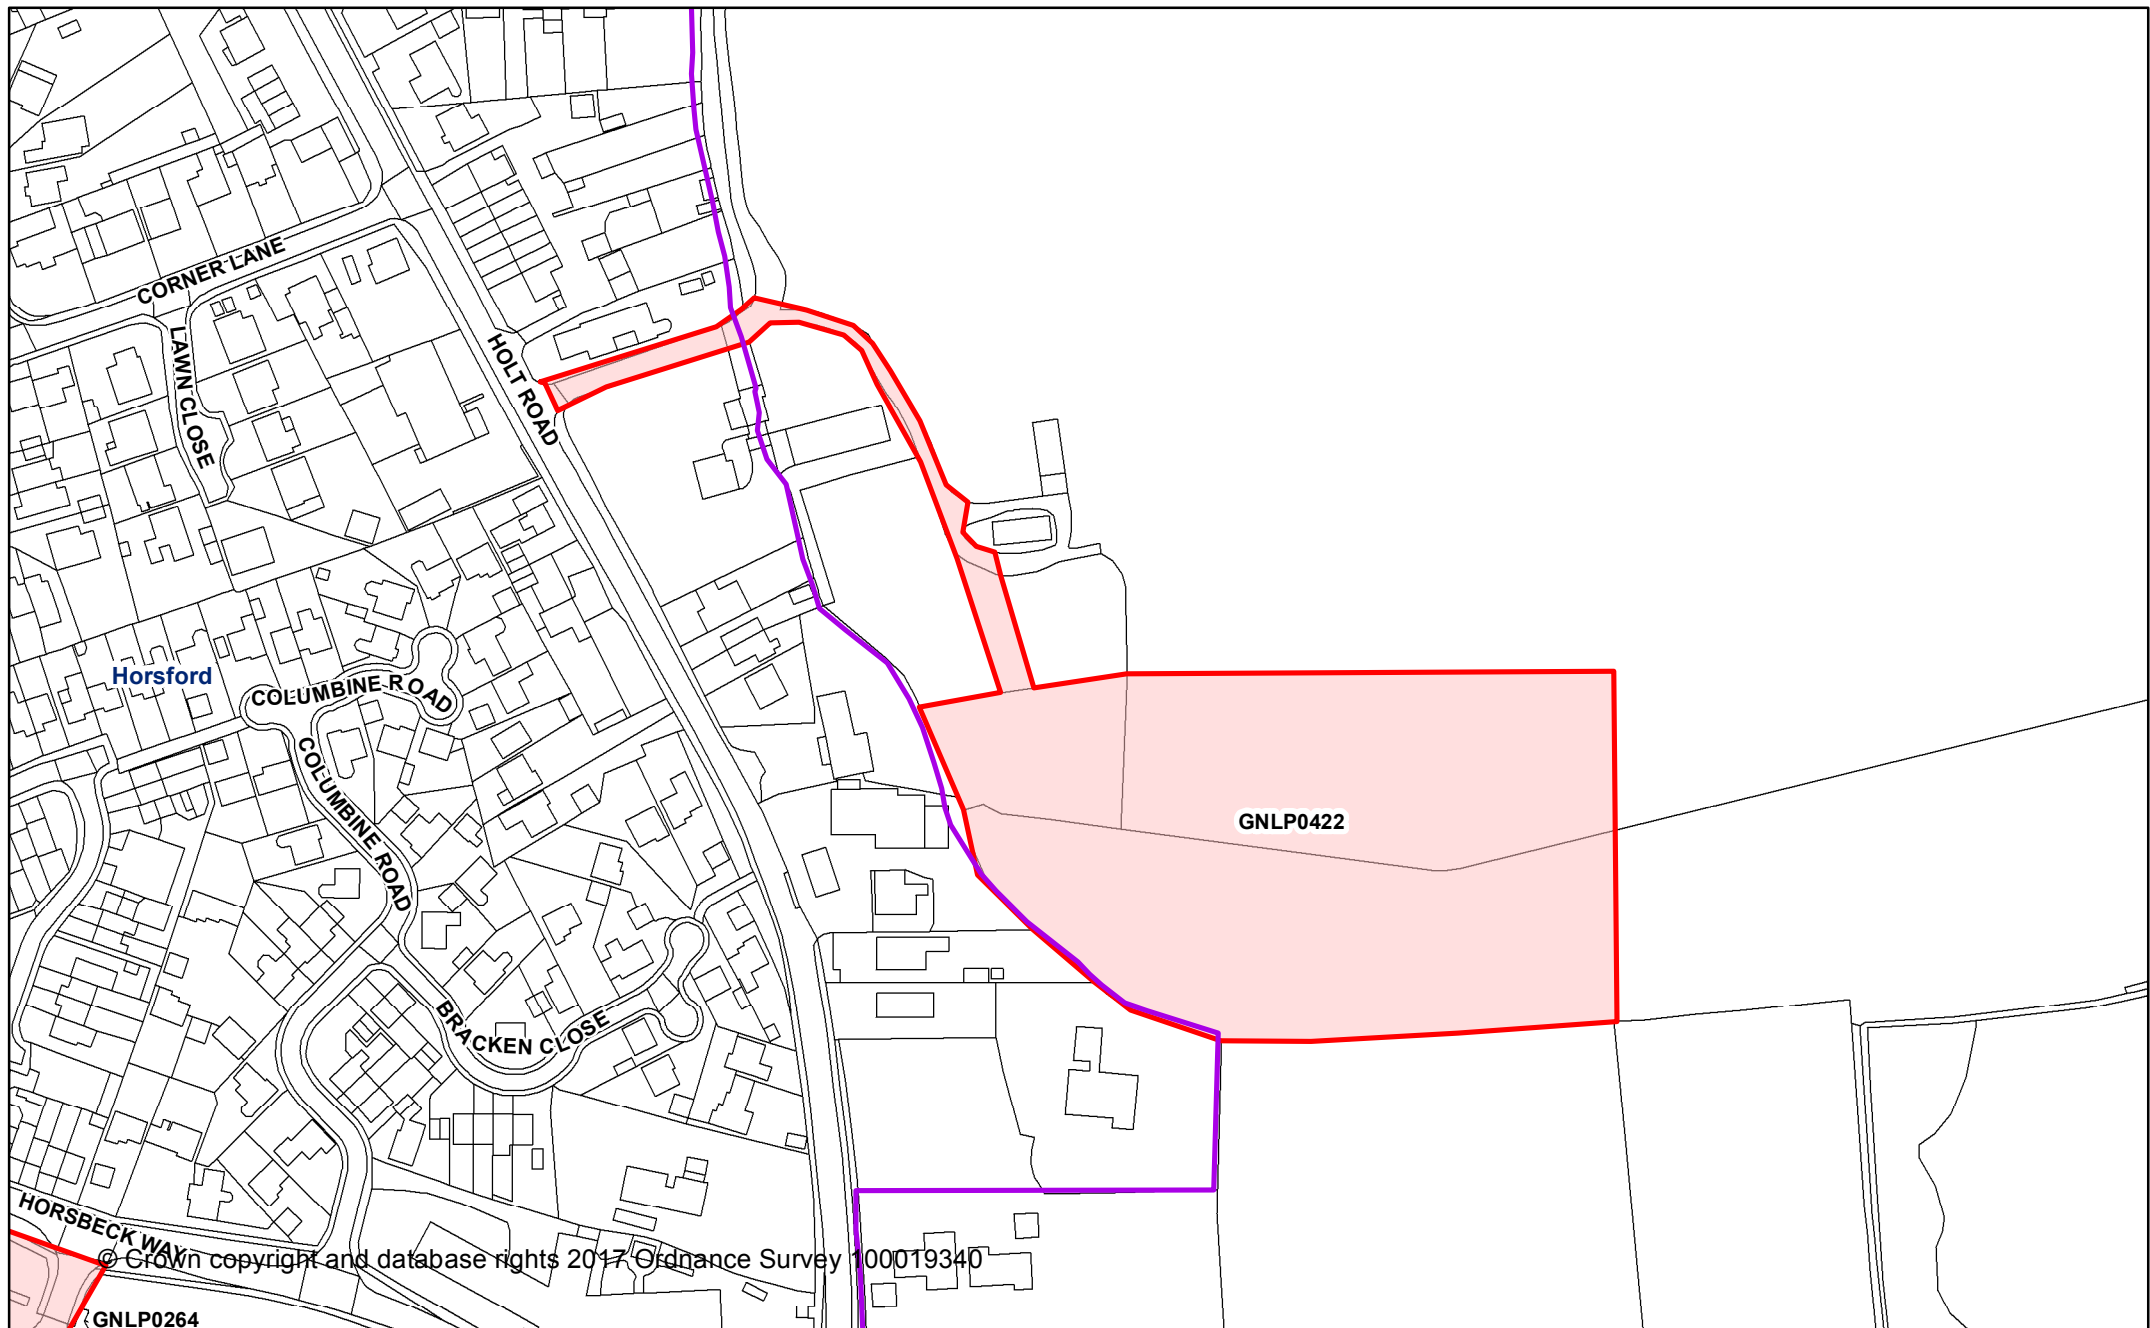 CORNER LANE
LAWN CLOSE
HOLT ROAD
Horsford
COLUMBINE ROAD
COLUMBINE ROAD
GNLP0422
BRACKEN CLOSE
HORSBECK WAY
© Crown copyright and database rights 2017 Ordnance Survey 100019340
GNLP0264